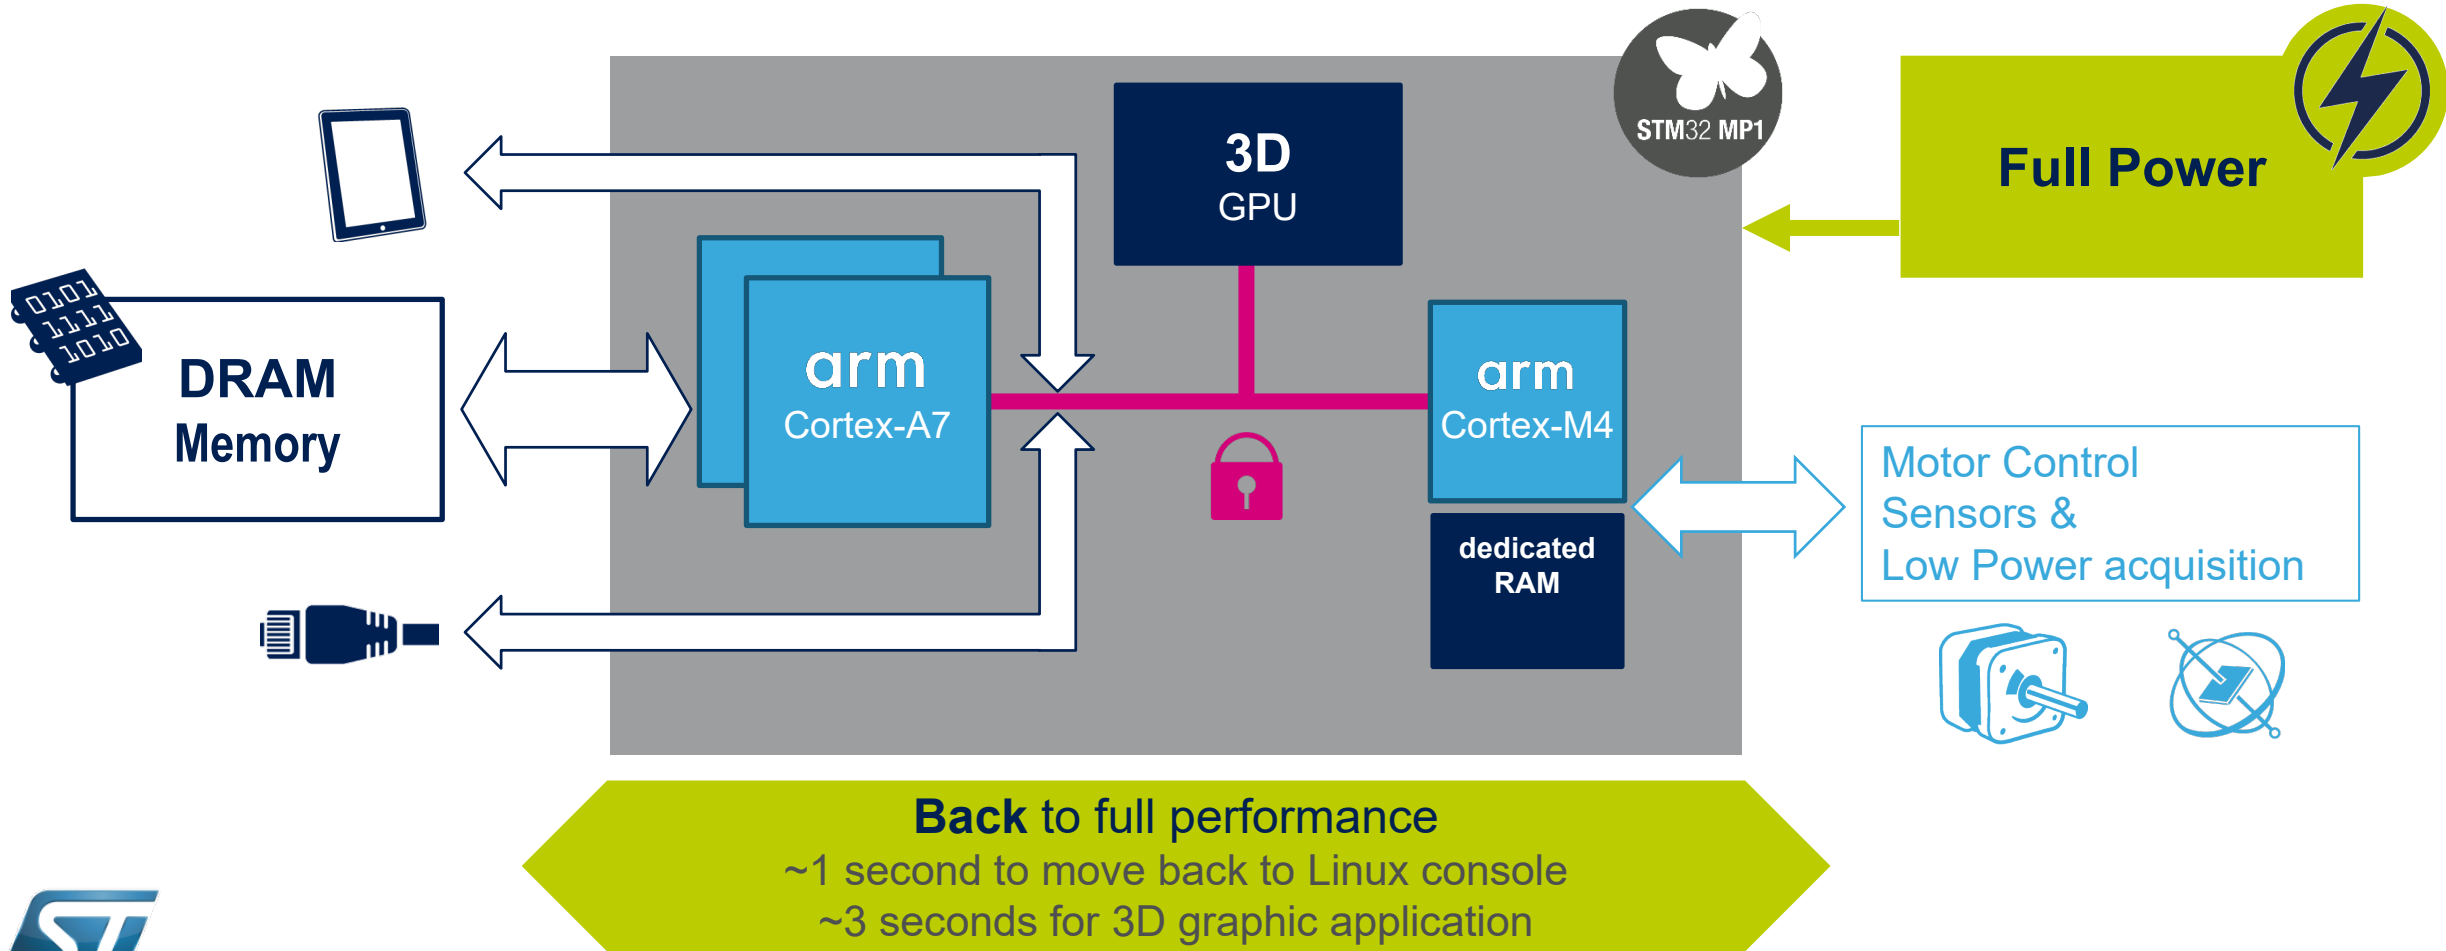 STM32 MP1
3D
GPU
Full Power
0101
1111
1010
DRAM
Memory
arm
Cortex-A7
arm
Cortex-M4
dedicated
RAM
Motor Control
Sensors &
Low Power acquisition
Back to full performance
~1 second to move back to Linux console
~3 seconds for 3D graphic application
ST